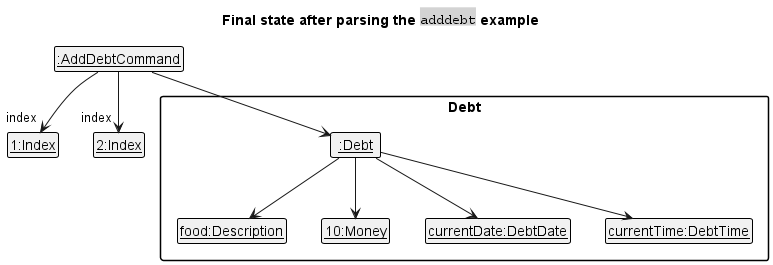 Final state after parsing the adddebt example
:AddDebtCommand
Debt
index
index
1:Index
2:Index
:Debt
food:Description
10:Money
currentDate:DebtDate
currentTime:DebtTime